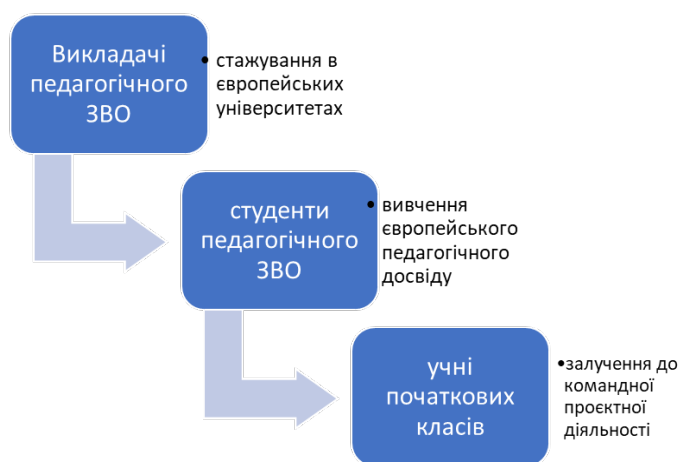 Викладачі
педагогічного
ЗВО
• стажування в
європейських
університетах
студенти
педагогічного
ЗВО
• вивчення
європейського
педагогічного
досвіду
учні
початкових
класів
•залучення до
командної
проєктної
діяльності